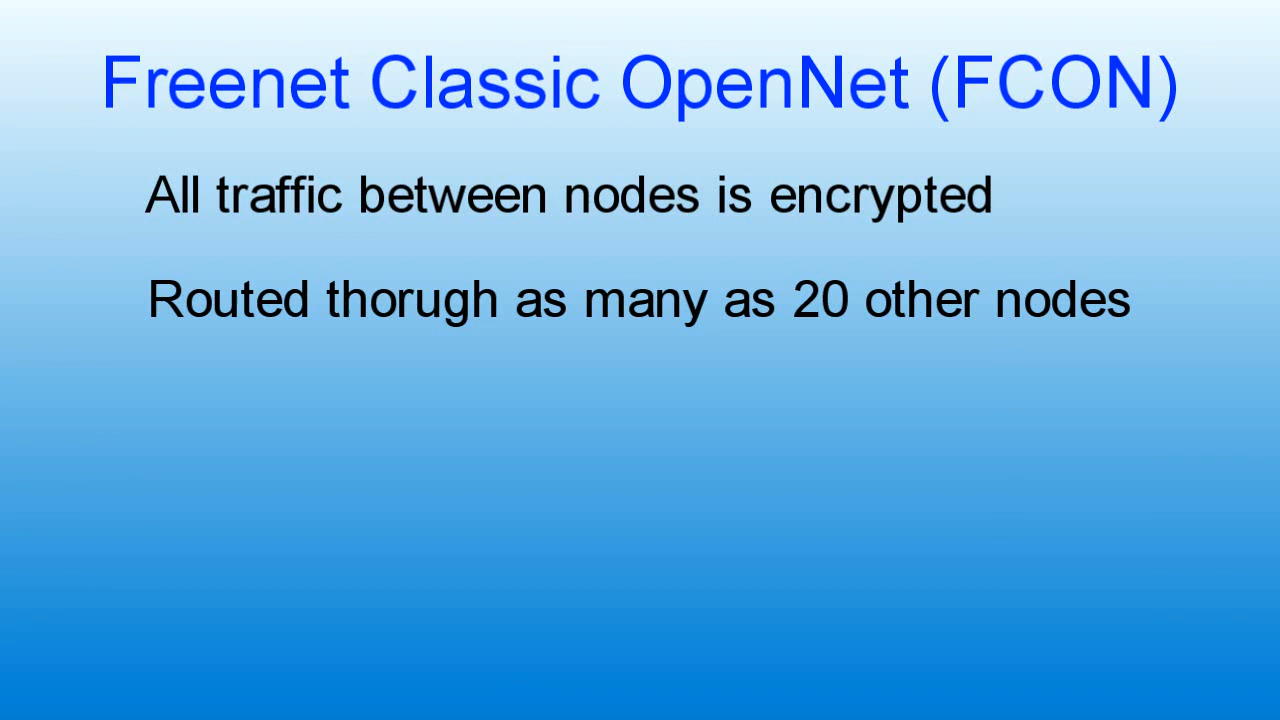 Freenet Classic OpenNet (FCON)
All traffic between nodes is encrypted
Routed thorugh as many as 20 other nodes